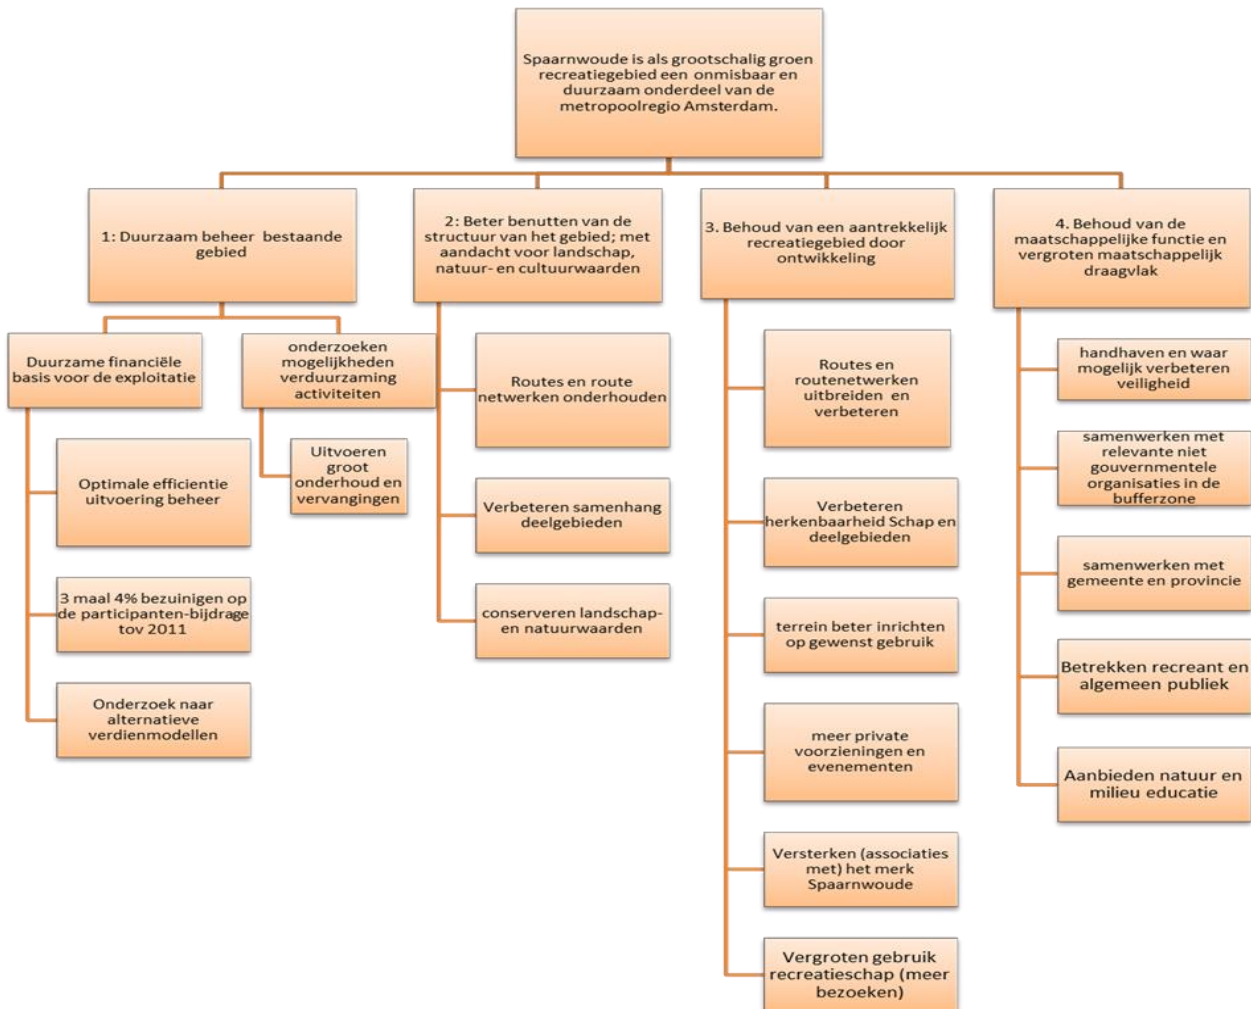 Spaarnwoude is als grootschalig groen
recreatiegebied een onmisbaar en
duurzaam onderdeel van de
metropoolregio Amsterdam.
1: Duurzaam beheer bestaande
gebied
Duurzame financiële
basis voor de exploitatie
Optimale efficientie
uitvoering beheer
3 maal 4% bezuinigen op
de participanten-bijdrage
tov 2011
Onderzoek naar
alternatieve
verdienmodellen
onderzoeken
mogelijkheden
verduurzaming
activiteiten
Uitvoeren
groot
onderhoud en
vervangingen
2: Beter benutten van de
structuur van het gebied; met
aandacht voor landschap,
natuur- en cultuurwaarden
Routes en route
netwerken onderhouden
Verbeteren samenhang
deelgebieden
conserveren landschap-
en natuurwaarden
3. Behoud van een aantrekkelijk
recreatiegebied door
ontwikkeling
Routes en
routenetwerken
uitbreiden en
verbeteren
Verbeteren
herkenbaarheid Schap en
deelgebieden
terrein beter inrichten
op gewenst gebruik
meer private
voorzieningen en
evenementen
Versterken (associaties
met) het merk
Spaarnwoude
Vergroten gebruik
recreatieschap (meer
bezoeken)
4. Behoud van de
maatschappelijke functie en
vergroten maatschappelijk
draagvlak
handhaven en waar
mogelijk verbeteren
veiligheid
samenwerken met
relevante niet
gouvernmentele
organisaties in de
bufferzone
samenwerken met
gemeente en provincie
Betrekken recreant en
algemeen publiek
Aanbieden natuur en
milieu educatie